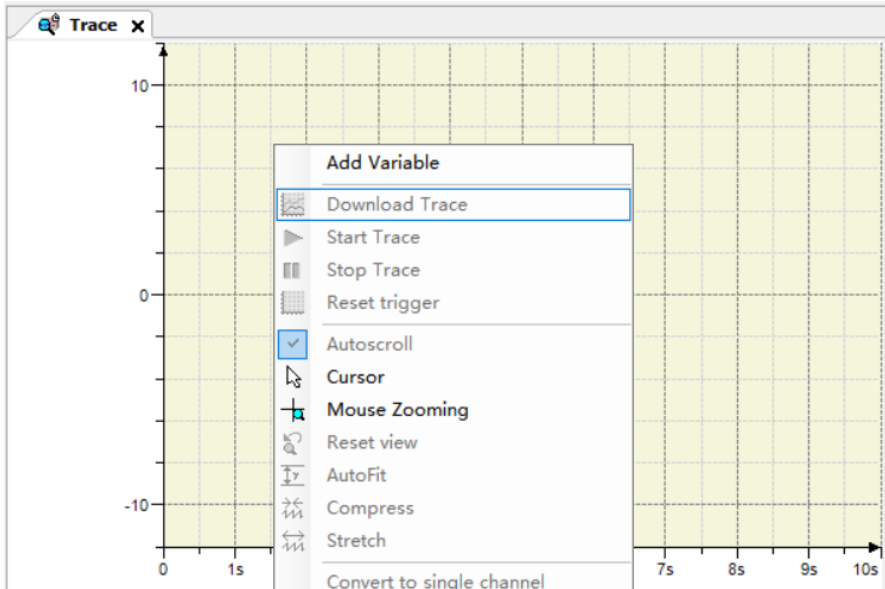 Trace
10
Add Variable
Download Trace
Start Trace
Stop Trace
0
Reset trigger
Autoscroll
Cursor
Mouse Zooming
Reset view
AutoFit
-10
Compress
Stretch
0 1s 7s 8s 9s 10s
Convert to single channel